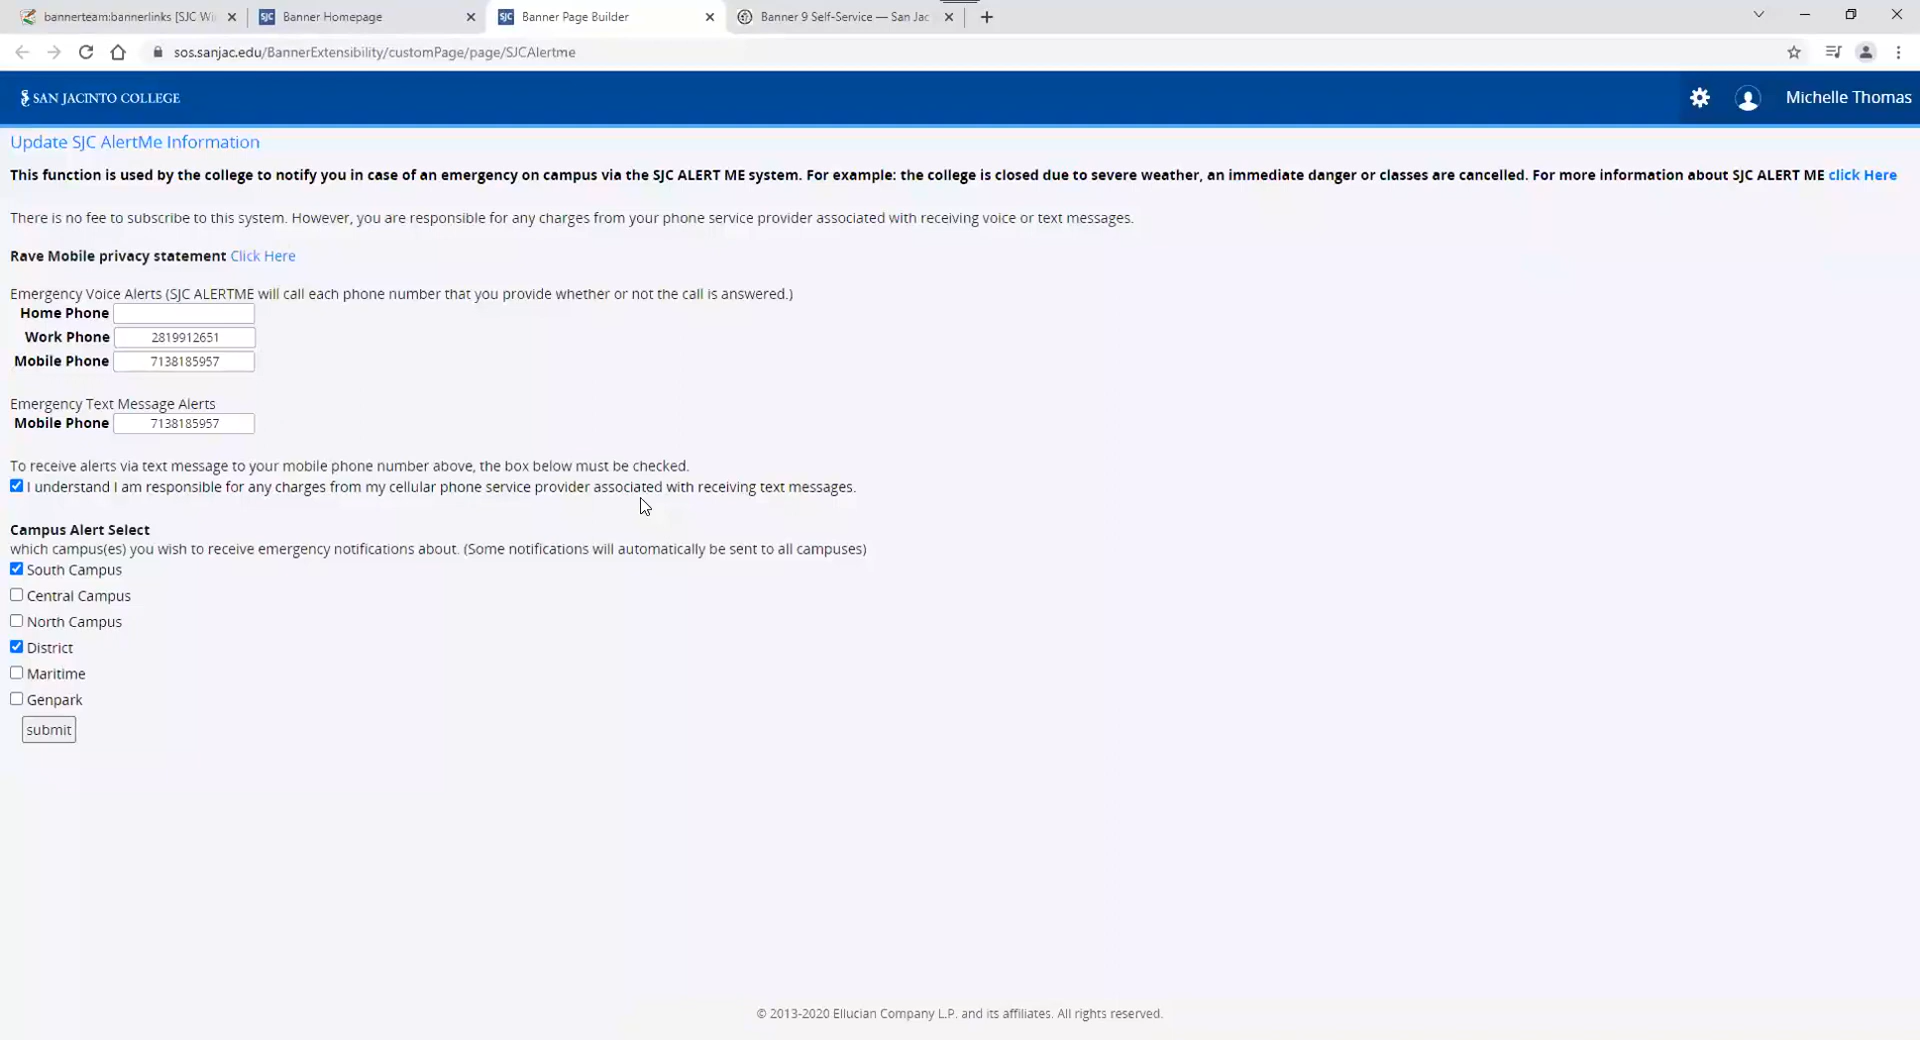 bannerteam:bannerlinks [SJC Wi
SJC Banner Homepage
SJC Banner Page Builder
Banner 9 Self-Service — San Jac
sos.sanjac.edu/BannerExtensibility/customPage/page/SJCAlertme
SAN JACINTO COLLEGE
Michelle Thomas
Update SJC AlertMe Information
This function is used by the college to notify you in case of an emergency on campus via the SJC ALERT ME system. For example: the college is closed due to severe weather, an immediate danger or classes are cancelled. For more information about SJC ALERT ME click Here
There is no fee to subscribe to this system. However, you are responsible for any charges from your phone service provider associated with receiving voice or text messages.
Rave Mobile privacy statement Click Here
Emergency Voice Alerts (SJC ALERTME will call each phone number that you provide whether or not the call is answered.)
Home Phone
Work Phone 2819912651
Mobile Phone 7138185957
Emergency Text Message Alerts
Mobile Phone 7138185957
To receive alerts via text message to your mobile phone number above, the box below must be checked.
I understand I am responsible for any charges from my cellular phone service provider associated with receiving text messages.
Campus Alert Select
which campus(es) you wish to receive emergency notifications about. (Some notifications will automatically be sent to all campuses)
South Campus
Central Campus
North Campus
District
Maritime
Genpark
submit
© 2013-2020 Ellucian Company L.P. and its affiliates. All rights reserved.